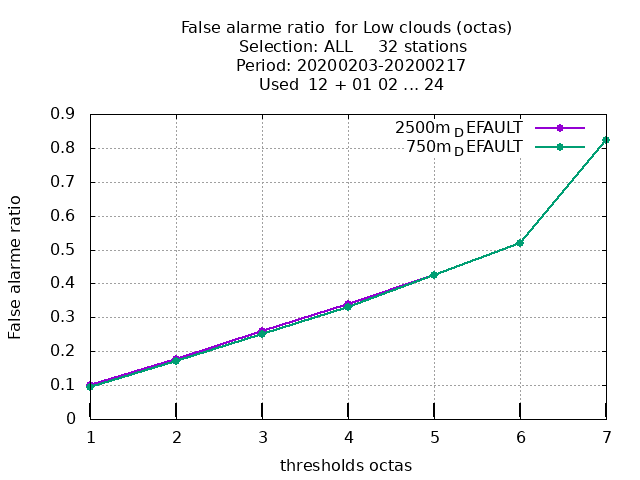 False alarme ratio  for Low clouds (octas)
Selection: ALL     32 stations
Period: 20200203-20200217
Used  12 + 01 02 ... 24
2500m_DEFAULT
750m_DEFAULT
0.9
0.8
0.7
0.6
0.5
0.4
0.3
0.2
0.1
0
False alarme ratio
1 2 3 4 5 6 7
thresholds octas